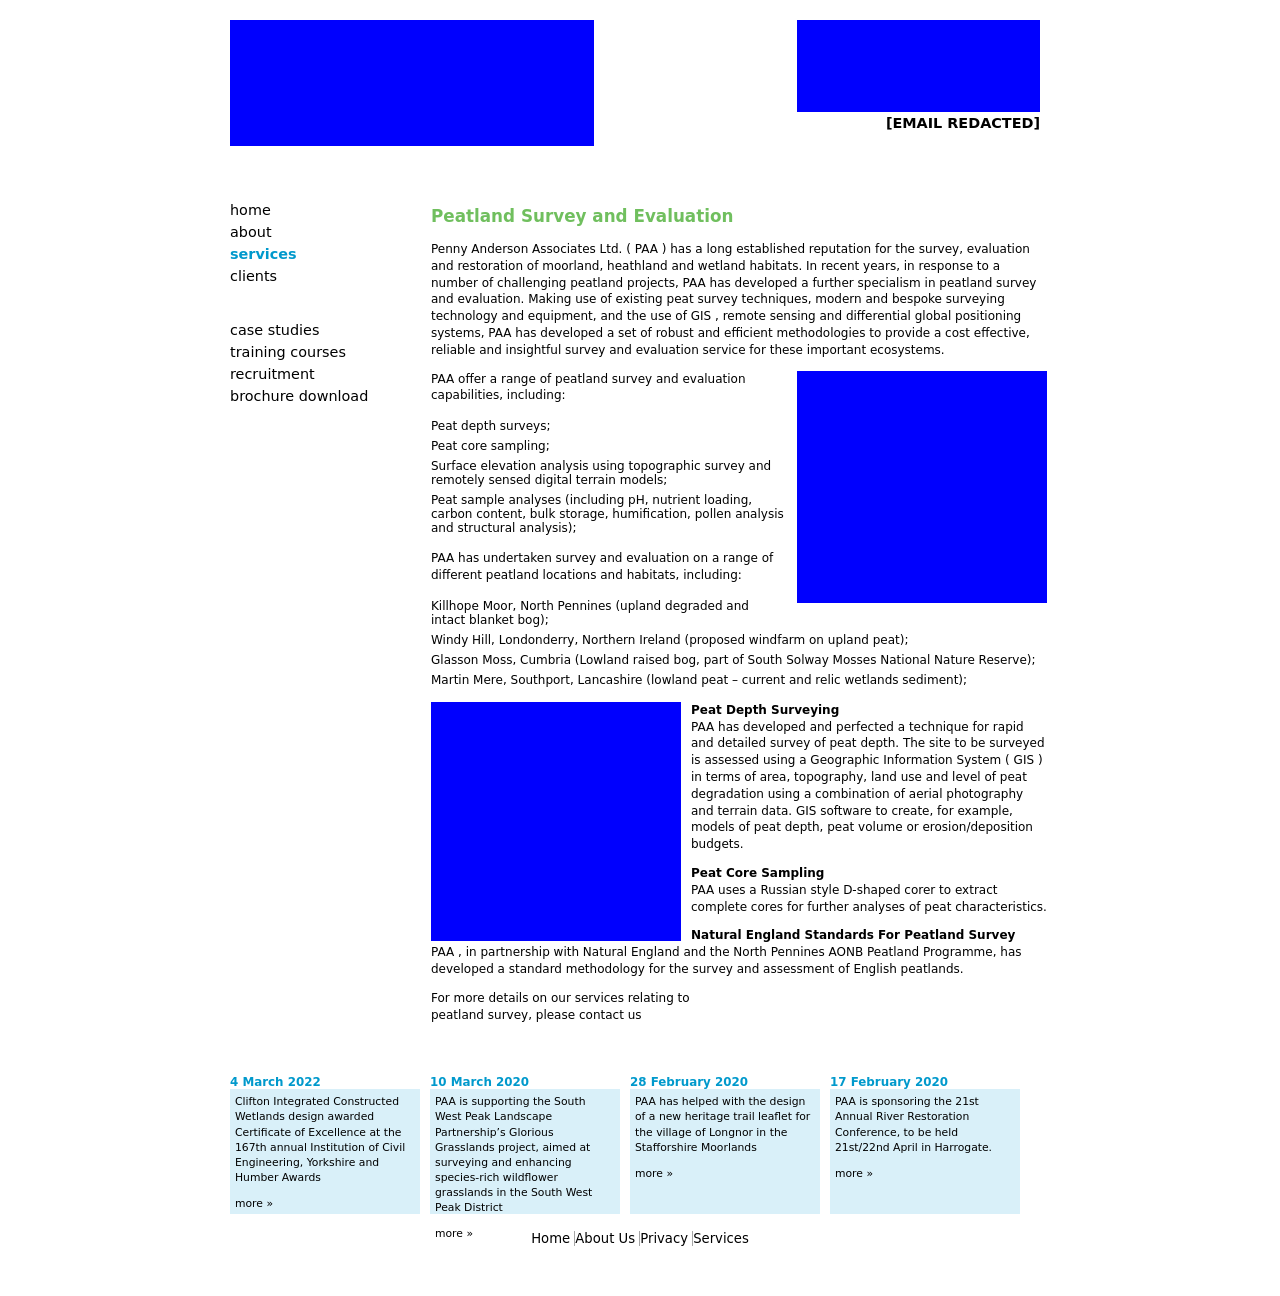 [EMAIL REDACTED]
home
about
services
clients
case studies
training courses
recruitment
brochure download
Peatland Survey and Evaluation
Penny Anderson Associates Ltd. ( PAA ) has a long established reputation for the survey, evaluation
and restoration of moorland, heathland and wetland habitats. In recent years, in response to a
number of challenging peatland projects, PAA has developed a further specialism in peatland survey
and evaluation. Making use of existing peat survey techniques, modern and bespoke surveying
technology and equipment, and the use of GIS , remote sensing and differential global positioning
systems, PAA has developed a set of robust and efficient methodologies to provide a cost effective,
reliable and insightful survey and evaluation service for these important ecosystems.
PAA offer a range of peatland survey and evaluation
capabilities, including:
Peat depth surveys;
Peat core sampling;
Surface elevation analysis using topographic survey and
remotely sensed digital terrain models;
Peat sample analyses (including pH, nutrient loading,
carbon content, bulk storage, humification, pollen analysis
and structural analysis);
PAA has undertaken survey and evaluation on a range of
different peatland locations and habitats, including:
Killhope Moor, North Pennines (upland degraded and
intact blanket bog);
Windy Hill, Londonderry, Northern Ireland (proposed windfarm on upland peat);
Glasson Moss, Cumbria (Lowland raised bog, part of South Solway Mosses National Nature Reserve);
Martin Mere, Southport, Lancashire (lowland peat – current and relic wetlands sediment);
Peat Depth Surveying
PAA has developed and perfected a technique for rapid
and detailed survey of peat depth. The site to be surveyed
is assessed using a Geographic Information System ( GIS )
in terms of area, topography, land use and level of peat
degradation using a combination of aerial photography
and terrain data. GIS software to create, for example,
models of peat depth, peat volume or erosion/deposition
budgets.
Peat Core Sampling
PAA uses a Russian style D-shaped corer to extract
complete cores for further analyses of peat characteristics.
Natural England Standards For Peatland Survey
PAA , in partnership with Natural England and the North Pennines AONB Peatland Programme, has
developed a standard methodology for the survey and assessment of English peatlands.
For more details on our services relating to
peatland survey, please contact us
4 March 2022
Clifton Integrated Constructed
Wetlands design awarded
Certificate of Excellence at the
167th annual Institution of Civil
Engineering, Yorkshire and
Humber Awards
more »
10 March 2020
PAA is supporting the South
West Peak Landscape
Partnership’s Glorious
Grasslands project, aimed at
surveying and enhancing
species-rich wildflower
grasslands in the South West
Peak District
more »
28 February 2020
PAA has helped with the design
of a new heritage trail leaflet for
the village of Longnor in the
Stafforshire Moorlands
more »
17 February 2020
PAA is sponsoring the 21st
Annual River Restoration
Conference, to be held
21st/22nd April in Harrogate.
more »
Home About Us Privacy Services